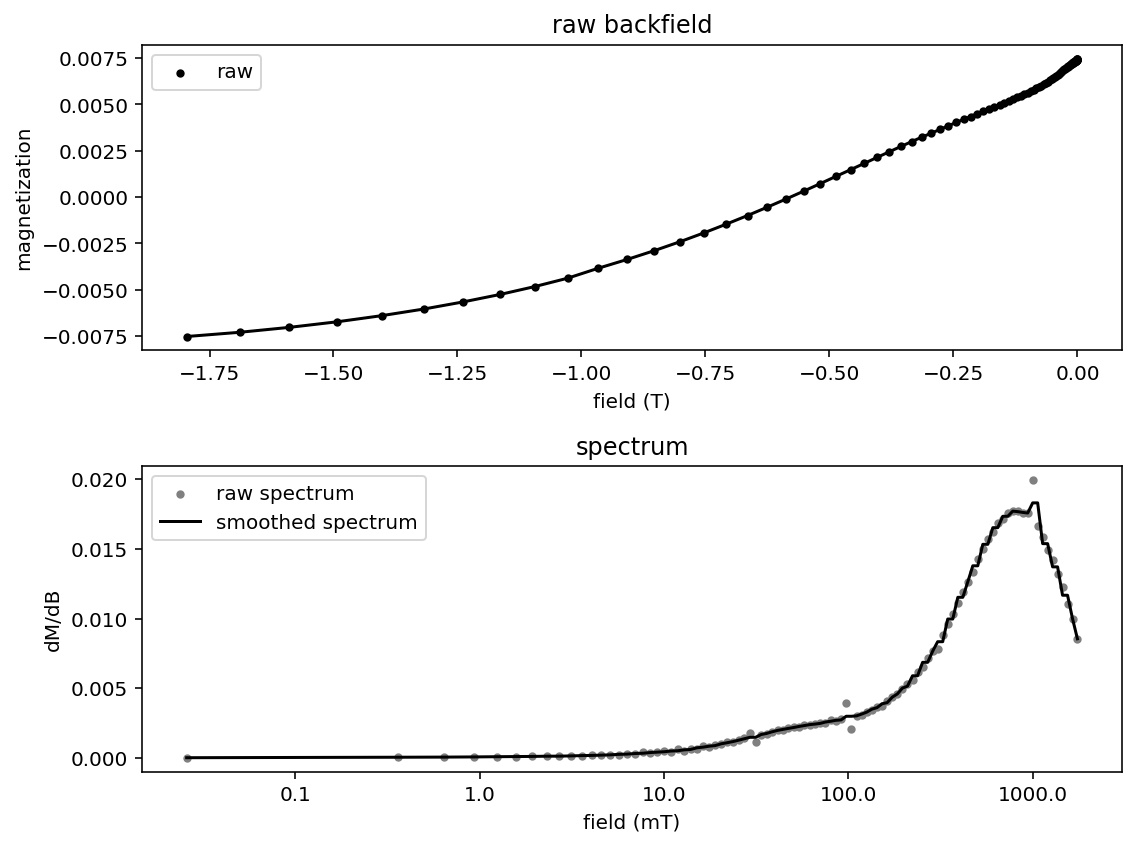 raw backfield
magnetization
0.0075
0.0050
0.0025
0.0000
−0.0025
−0.0050
−0.0075
raw
−1.75 −1.50 −1.25 −1.00 −0.75 −0.50 −0.25 0.00
field (T)
spectrum
dM/dB
0.020
0.015
0.010
0.005
0.000
raw spectrum
smoothed spectrum
0.1 1.0 10.0 100.0 1000.0
field (mT)